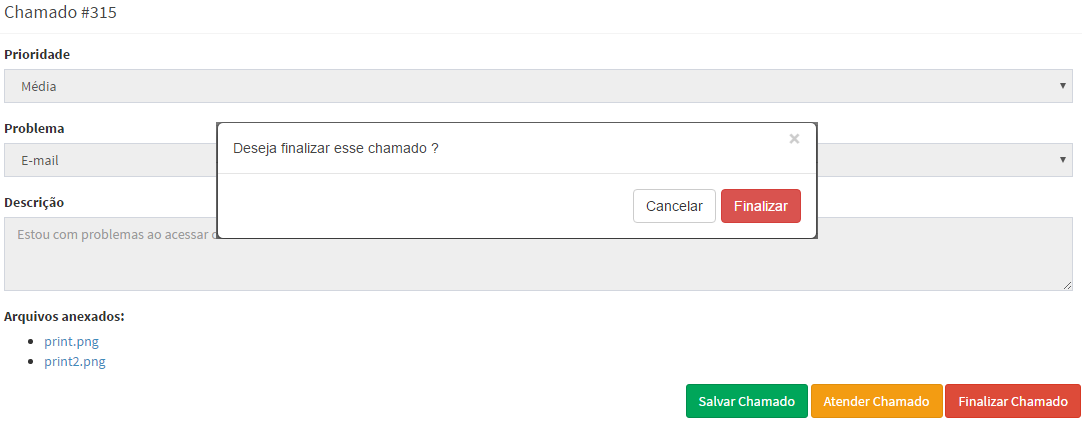 Chamado #315
Prioridade
Média
Problema
E-mail
Deseja finalizar esse chamado ?
×
Cancelar
Finalizar
Descrição
Estou com problemas ao acessar
Arquivos anexados:
print.png
print2.png
Salvar Chamado
Atender Chamado
Finalizar Chamado